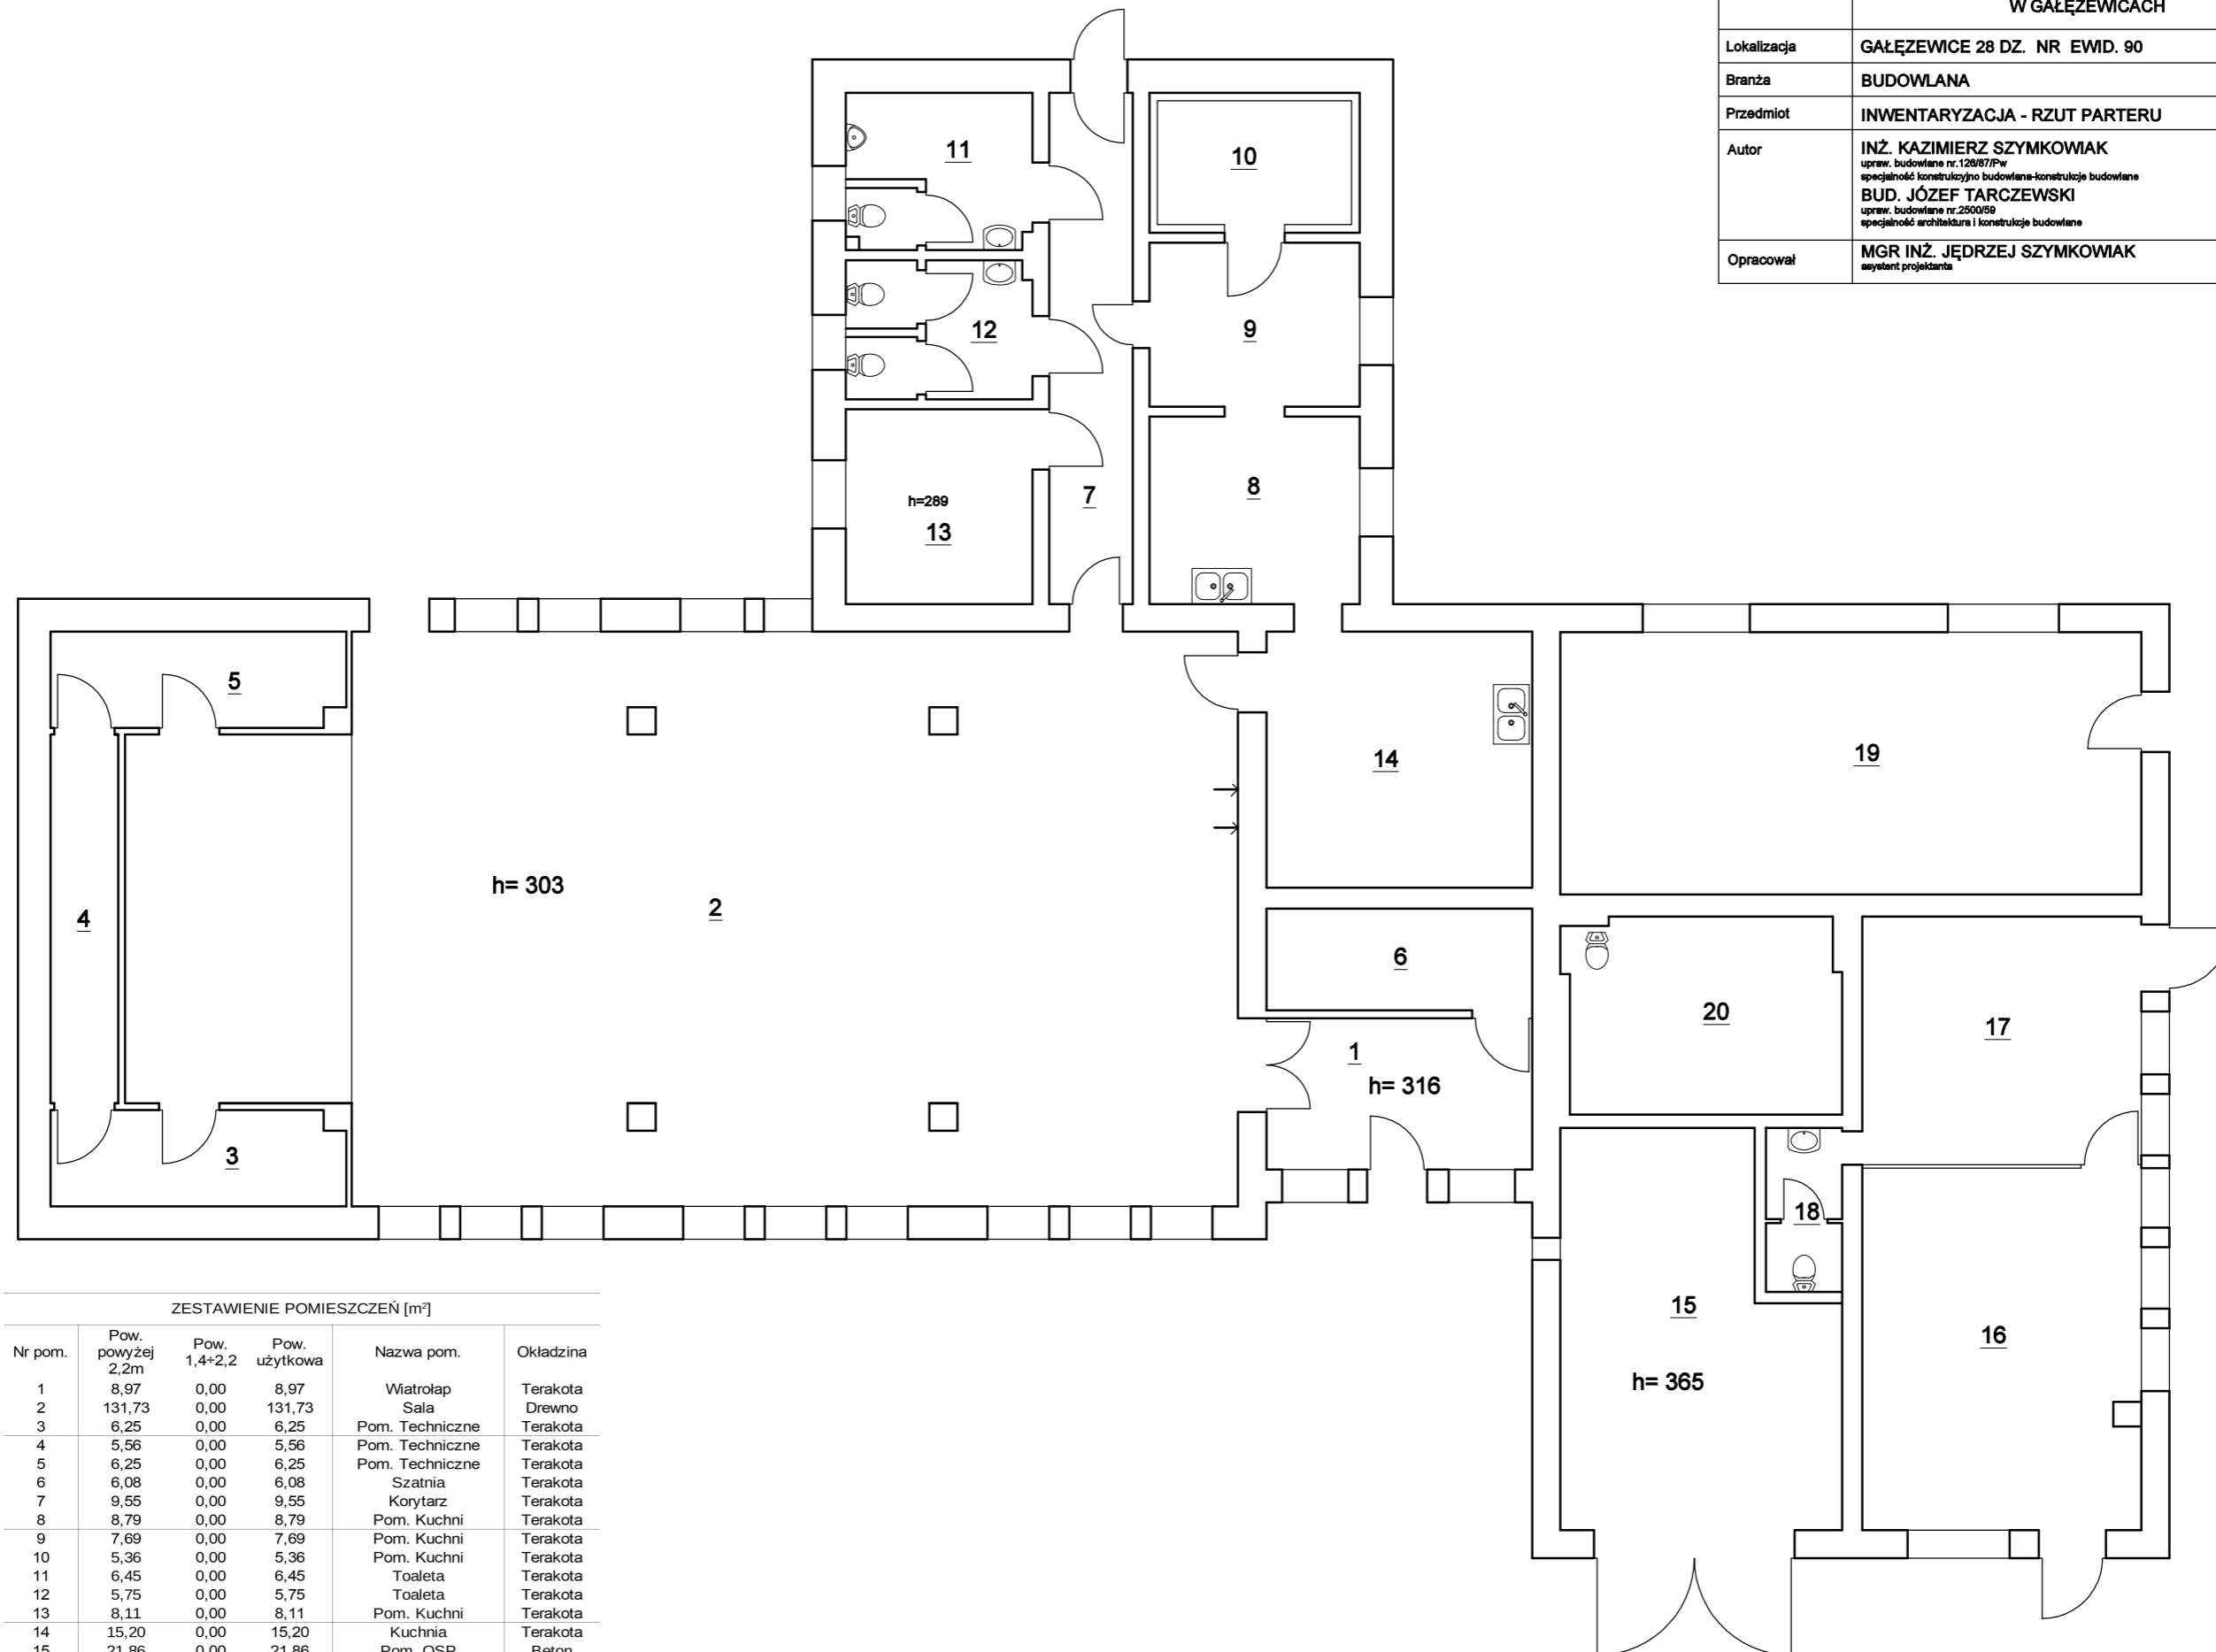 W GAŁĘZEWICACH
Lokalizacja GAŁĘZEWICE 28 DZ. NR EWID. 90
Branża BUDOWLANA
Przedmiot INWENTARYZACJA - RZUT PARTERU
Autor INŻ. KAZIMIERZ SZYMKOWIAK
upraw. budowlane nr.126/87/Pw
specjalność konstrukcyjno budowlana-konstrukcje budowlane
BUD. JÓZEF TARCZEWSKI
upraw. budowlane nr.2500/59
specjalność architektura i konstrukcje budowlane
Opracował MGR INŻ. JĘDRZEJ SZYMKOWIAK
asystent projektanta
11
10
12
9
h=289
13
7
8
5
14
19
h= 303
2
4
6
20
17
1
h= 316
3
18
15
16
h= 365
ZESTAWIENIE POMIESZCZEŃ [m²]
Nr pom. Pow. powyżej 2,2m Pow. 1,4÷2,2 Pow. użytkowa Nazwa pom. Okładzina
1 8,97 0,00 8,97 Wiatrołap Terakota
2 131,73 0,00 131,73 Sala Drewno
3 6,25 0,00 6,25 Pom. Techniczne Terakota
4 5,56 0,00 5,56 Pom. Techniczne Terakota
5 6,25 0,00 6,25 Pom. Techniczne Terakota
6 6,08 0,00 6,08 Szatnia Terakota
7 9,55 0,00 9,55 Korytarz Terakota
8 8,79 0,00 8,79 Pom. Kuchni Terakota
9 7,69 0,00 7,69 Pom. Kuchni Terakota
10 5,36 0,00 5,36 Pom. Kuchni Terakota
11 6,45 0,00 6,45 Toaleta Terakota
12 5,75 0,00 5,75 Toaleta Terakota
13 8,11 0,00 8,11 Pom. Kuchni Terakota
14 15,20 0,00 15,20 Kuchnia Terakota
15 21,86 0,00 21,86 Pom. OSP Beton